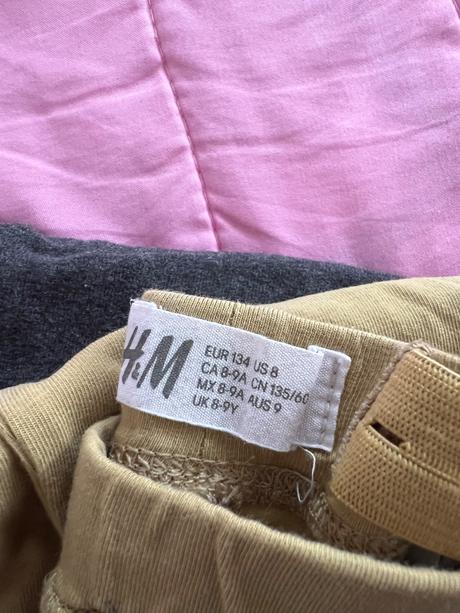 H&M
EUR 134 US 8
CA 8-9A CN 135/60
MX 8-9A AUS 9
UK 8-9Y